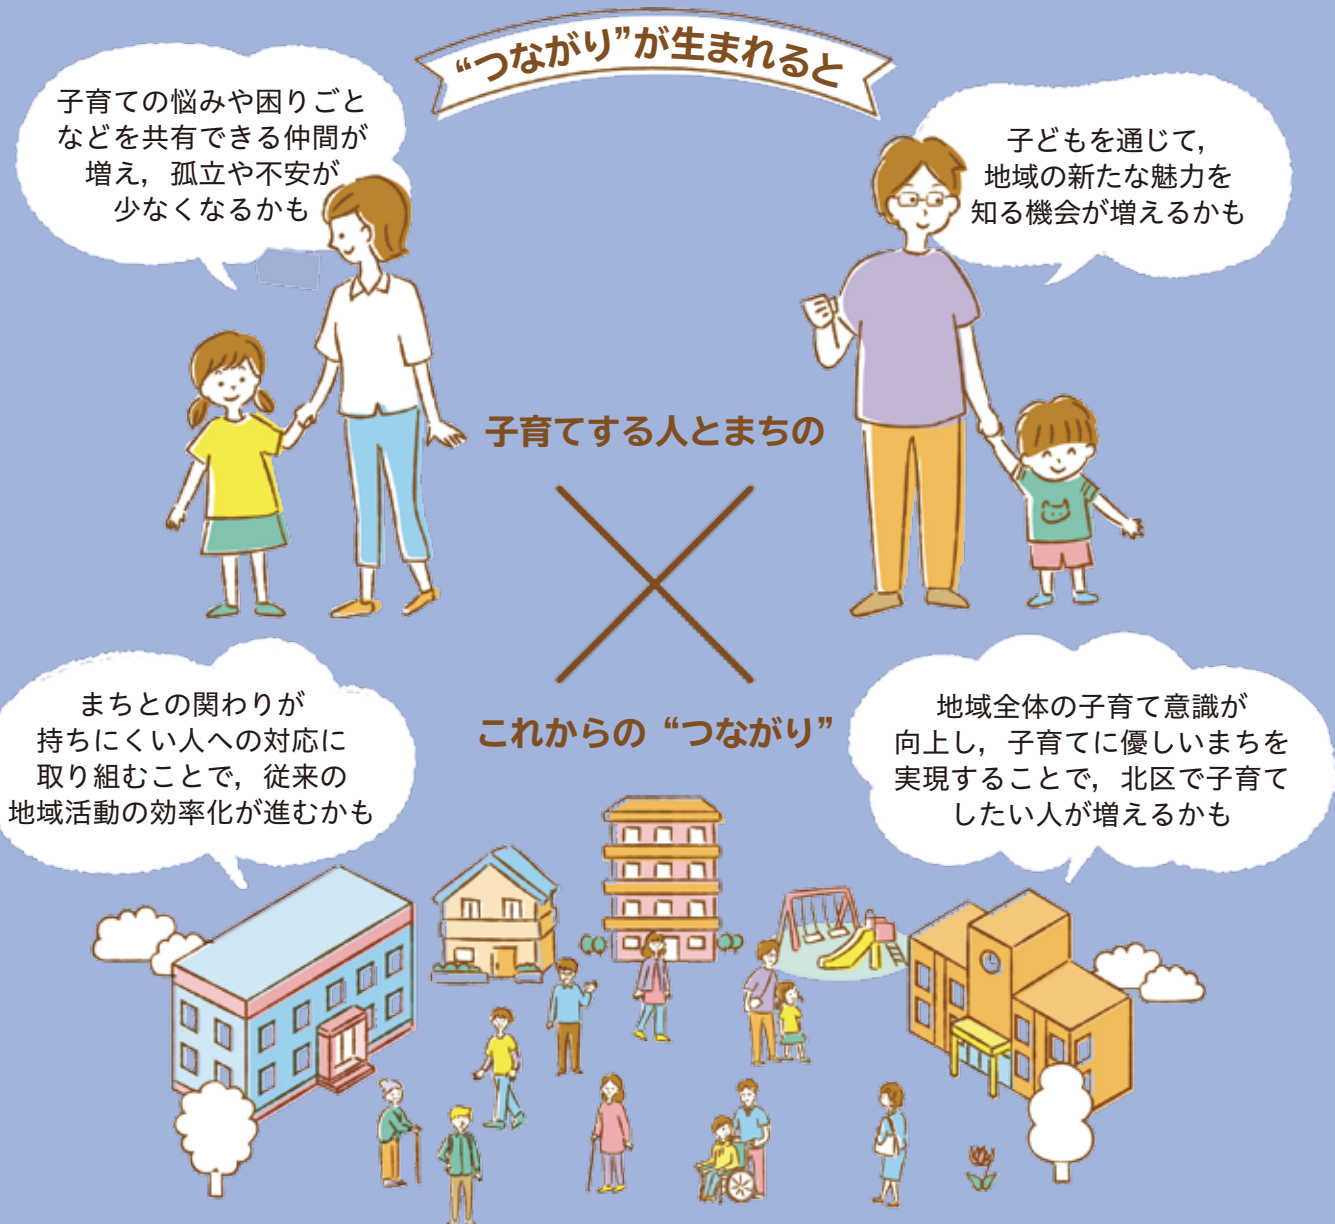 “つながり”が生まれると
子育ての悩みや困りごと
などを共有できる仲間が
増え，孤立や不安が
少なくなるかも
子どもを通じて，
地域の新たな魅力を
知る機会が増えるかも
子育てする人とまちの
これからの“つながり”
まちとの関わりが
持ちにくい人への対応に
取り組むことで，従来の
地域活動の効率化が進むかも
地域全体の子育て意識が
向上し，子育てに優しいまちを
実現することで，北区で子育て
したい人が増えるかも